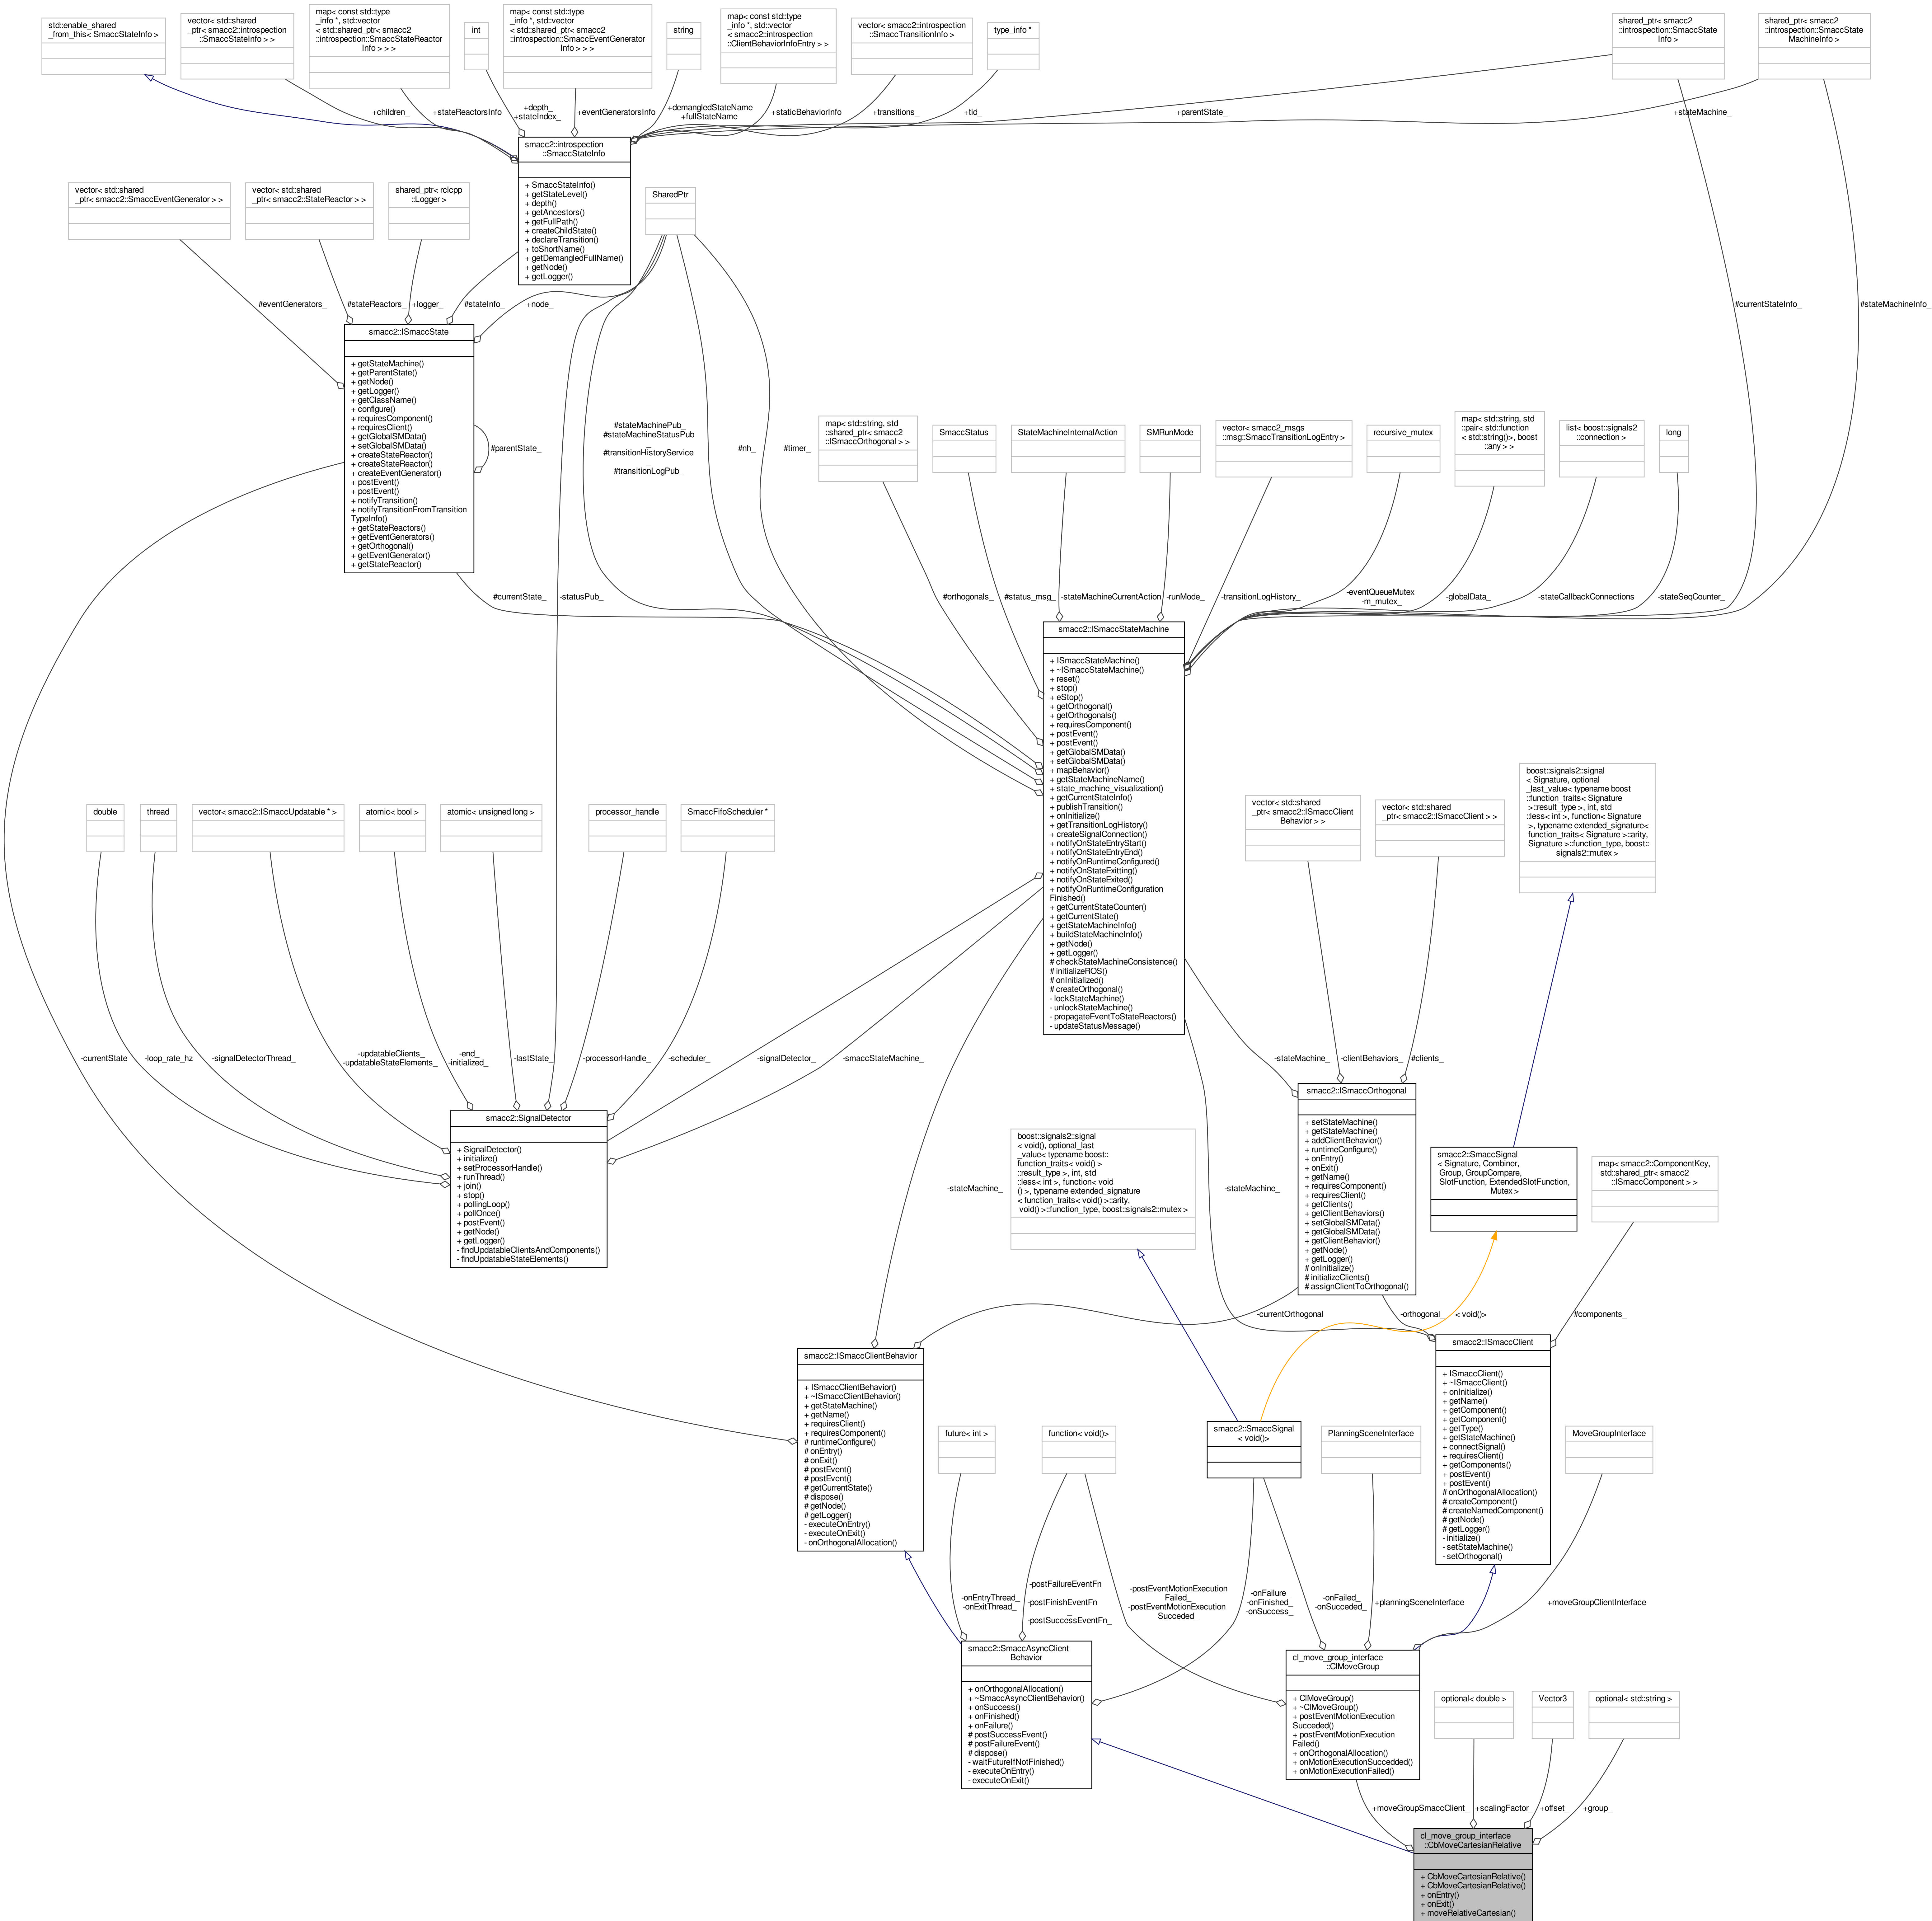 std::enable_shared
_from_this< SmaccStateInfo >
vector< std::shared
_ptr< smacc2::introspection
::SmaccStateInfo > >
map< const std::type
_info *, std::vector
< std::shared_ptr< smacc2
::introspection::SmaccStateReactor
Info > > >
int
map< const std::type
_info *, std::vector
< std::shared_ptr< smacc2
::introspection::SmaccEventGenerator
Info > > >
string
map< const std::type
_info *, std::vector
< smacc2::introspection
::ClientBehaviorInfoEntry > >
vector< smacc2::introspection
::SmaccTransitionInfo >
type_info *
shared_ptr< smacc2
::introspection::SmaccState
Info >
shared_ptr< smacc2
::introspection::SmaccState
MachineInfo >
+children_
+stateReactorsInfo
+depth_
+stateIndex_
+eventGeneratorsInfo
+demangledStateName
+fullStateName
+staticBehaviorInfo
+transitions_
+tid_
+parentState_
+stateMachine_
smacc2::introspection
::SmaccStateInfo
+ SmaccStateInfo()
+ getStateLevel()
+ depth()
+ getAncestors()
+ getFullPath()
+ createChildState()
+ declareTransition()
+ toShortName()
+ getDemangledFullName()
+ getNode()
+ getLogger()
vector< std::shared
_ptr< smacc2::SmaccEventGenerator > >
vector< std::shared
_ptr< smacc2::StateReactor > >
shared_ptr< rclcpp
::Logger >
SharedPtr
#eventGenerators_
#stateReactors_
+logger_
#stateInfo_
+node_
#currentStateInfo_
#stateMachineInfo_
smacc2::ISmaccState
+ getStateMachine()
+ getParentState()
+ getNode()
+ getLogger()
+ getClassName()
+ configure()
+ requiresComponent()
+ requiresClient()
+ getGlobalSMData()
+ setGlobalSMData()
+ createStateReactor()
+ createStateReactor()
+ createEventGenerator()
+ postEvent()
+ postEvent()
+ notifyTransition()
+ notifyTransitionFromTransition
TypeInfo()
+ getStateReactors()
+ getEventGenerators()
+ getOrthogonal()
+ getEventGenerator()
+ getStateReactor()
#parentState_
#stateMachinePub_
#stateMachineStatusPub
_
#transitionHistoryService
_
#transitionLogPub_
#nh_
#timer_
map< std::string, std
::shared_ptr< smacc2
::ISmaccOrthogonal > >
SmaccStatus
StateMachineInternalAction
SMRunMode
vector< smacc2_msgs
::msg::SmaccTransitionLogEntry >
recursive_mutex
map< std::string, std
::pair< std::function
< std::string()>, boost
::any > >
list< boost::signals2
::connection >
long
#currentState_
-statusPub_
#orthogonals_
#status_msg_
-stateMachineCurrentAction
-runMode_
-transitionLogHistory_
-eventQueueMutex_
-m_mutex_
-globalData_
-stateCallbackConnections
-stateSeqCounter_
smacc2::ISmaccStateMachine
+ ISmaccStateMachine()
+ ~ISmaccStateMachine()
+ reset()
+ stop()
+ eStop()
+ getOrthogonal()
+ getOrthogonals()
+ requiresComponent()
+ postEvent()
+ postEvent()
+ getGlobalSMData()
+ setGlobalSMData()
+ mapBehavior()
+ getStateMachineName()
+ state_machine_visualization()
+ getCurrentStateInfo()
+ publishTransition()
+ onInitialize()
+ getTransitionLogHistory()
+ createSignalConnection()
+ notifyOnStateEntryStart()
+ notifyOnStateEntryEnd()
+ notifyOnRuntimeConfigured()
+ notifyOnStateExitting()
+ notifyOnStateExited()
+ notifyOnRuntimeConfiguration
Finished()
+ getCurrentStateCounter()
+ getCurrentState()
+ getStateMachineInfo()
+ buildStateMachineInfo()
+ getNode()
+ getLogger()
# checkStateMachineConsistence()
# initializeROS()
# onInitialized()
# createOrthogonal()
- lockStateMachine()
- unlockStateMachine()
- propagateEventToStateReactors()
- updateStatusMessage()
double
thread
vector< smacc2::ISmaccUpdatable * >
atomic< bool >
atomic< unsigned long >
processor_handle
SmaccFifoScheduler *
vector< std::shared
_ptr< smacc2::ISmaccClient
Behavior > >
vector< std::shared
_ptr< smacc2::ISmaccClient > >
boost::signals2::signal
< Signature, optional
_last_value< typename boost
::function_traits< Signature
>::result_type >, int, std
::less< int >, function< Signature
>, typename extended_signature<
function_traits< Signature >::arity,
Signature >::function_type, boost::
signals2::mutex >
-currentState
-loop_rate_hz
-signalDetectorThread_
-updatableClients_
-updatableStateElements_
-end_
-initialized_
-lastState_
-processorHandle_
-scheduler_
-signalDetector_
-smaccStateMachine_
-stateMachine_
-clientBehaviors_
#clients_
smacc2::SignalDetector
+ SignalDetector()
+ initialize()
+ setProcessorHandle()
+ runThread()
+ join()
+ stop()
+ pollingLoop()
+ pollOnce()
+ postEvent()
+ getNode()
+ getLogger()
- findUpdatableClientsAndComponents()
- findUpdatableStateElements()
smacc2::ISmaccOrthogonal
+ setStateMachine()
+ getStateMachine()
+ addClientBehavior()
+ runtimeConfigure()
+ onEntry()
+ onExit()
+ getName()
+ requiresComponent()
+ requiresClient()
+ getClients()
+ getClientBehaviors()
+ setGlobalSMData()
+ getGlobalSMData()
+ getClientBehavior()
+ getNode()
+ getLogger()
# onInitialize()
# initializeClients()
# assignClientToOrthogonal()
boost::signals2::signal
< void(), optional_last
_value< typename boost::
function_traits< void() >
::result_type >, int, std
::less< int >, function< void
() >, typename extended_signature
< function_traits< void() >::arity,
void() >::function_type, boost::signals2::mutex >
smacc2::SmaccSignal
< Signature, Combiner,
Group, GroupCompare,
SlotFunction, ExtendedSlotFunction,
Mutex >
map< smacc2::ComponentKey,
std::shared_ptr< smacc2
::ISmaccComponent > >
-stateMachine_
-stateMachine_
-currentOrthogonal
-orthogonal_
< void()>
#components_
smacc2::ISmaccClientBehavior
+ ISmaccClientBehavior()
+ ~ISmaccClientBehavior()
+ getStateMachine()
+ getName()
+ requiresClient()
+ requiresComponent()
# runtimeConfigure()
# onEntry()
# onExit()
# postEvent()
# postEvent()
# getCurrentState()
# dispose()
# getNode()
# getLogger()
- executeOnEntry()
- executeOnExit()
- onOrthogonalAllocation()
smacc2::ISmaccClient
+ ISmaccClient()
+ ~ISmaccClient()
+ onInitialize()
+ getName()
+ getComponent()
+ getComponent()
+ getType()
+ getStateMachine()
+ connectSignal()
+ requiresClient()
+ getComponents()
+ postEvent()
+ postEvent()
# onOrthogonalAllocation()
# createComponent()
# createNamedComponent()
# getNode()
# getLogger()
- initialize()
- setStateMachine()
- setOrthogonal()
future< int >
function< void()>
smacc2::SmaccSignal
< void()>
PlanningSceneInterface
MoveGroupInterface
-onEntryThread_
-onExitThread_
-postFailureEventFn
_
-postFinishEventFn
_
-postSuccessEventFn_
-postEventMotionExecution
Failed_
-postEventMotionExecution
Succeded_
-onFailure_
-onFinished_
-onSuccess_
-onFailed_
-onSucceded_
+planningSceneInterface
+moveGroupClientInterface
smacc2::SmaccAsyncClient
Behavior
+ onOrthogonalAllocation()
+ ~SmaccAsyncClientBehavior()
+ onSuccess()
+ onFinished()
+ onFailure()
# postSuccessEvent()
# postFailureEvent()
# dispose()
- waitFutureIfNotFinished()
- executeOnEntry()
- executeOnExit()
cl_move_group_interface
::ClMoveGroup
+ ClMoveGroup()
+ ~ClMoveGroup()
+ postEventMotionExecution
Succeded()
+ postEventMotionExecution
Failed()
+ onOrthogonalAllocation()
+ onMotionExecutionSuccedded()
+ onMotionExecutionFailed()
optional< double >
Vector3
optional< std::string >
+moveGroupSmaccClient_
+scalingFactor_
+offset_
+group_
cl_move_group_interface
::CbMoveCartesianRelative
+ CbMoveCartesianRelative()
+ CbMoveCartesianRelative()
+ onEntry()
+ onExit()
+ moveRelativeCartesian()